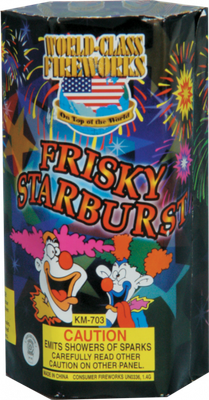 WORLD-CLASS
FIREWORKS
On Top of the World
FRISKY
STARBURST
KM-703
CAUTION
EMITS SHOWERS OF SPARKS
CAREFULLY READ OTHER
CAUTION ON OTHER PANEL.
MADE IN CHINA CONSUMER FIREWORKS UN0336, 1.4G